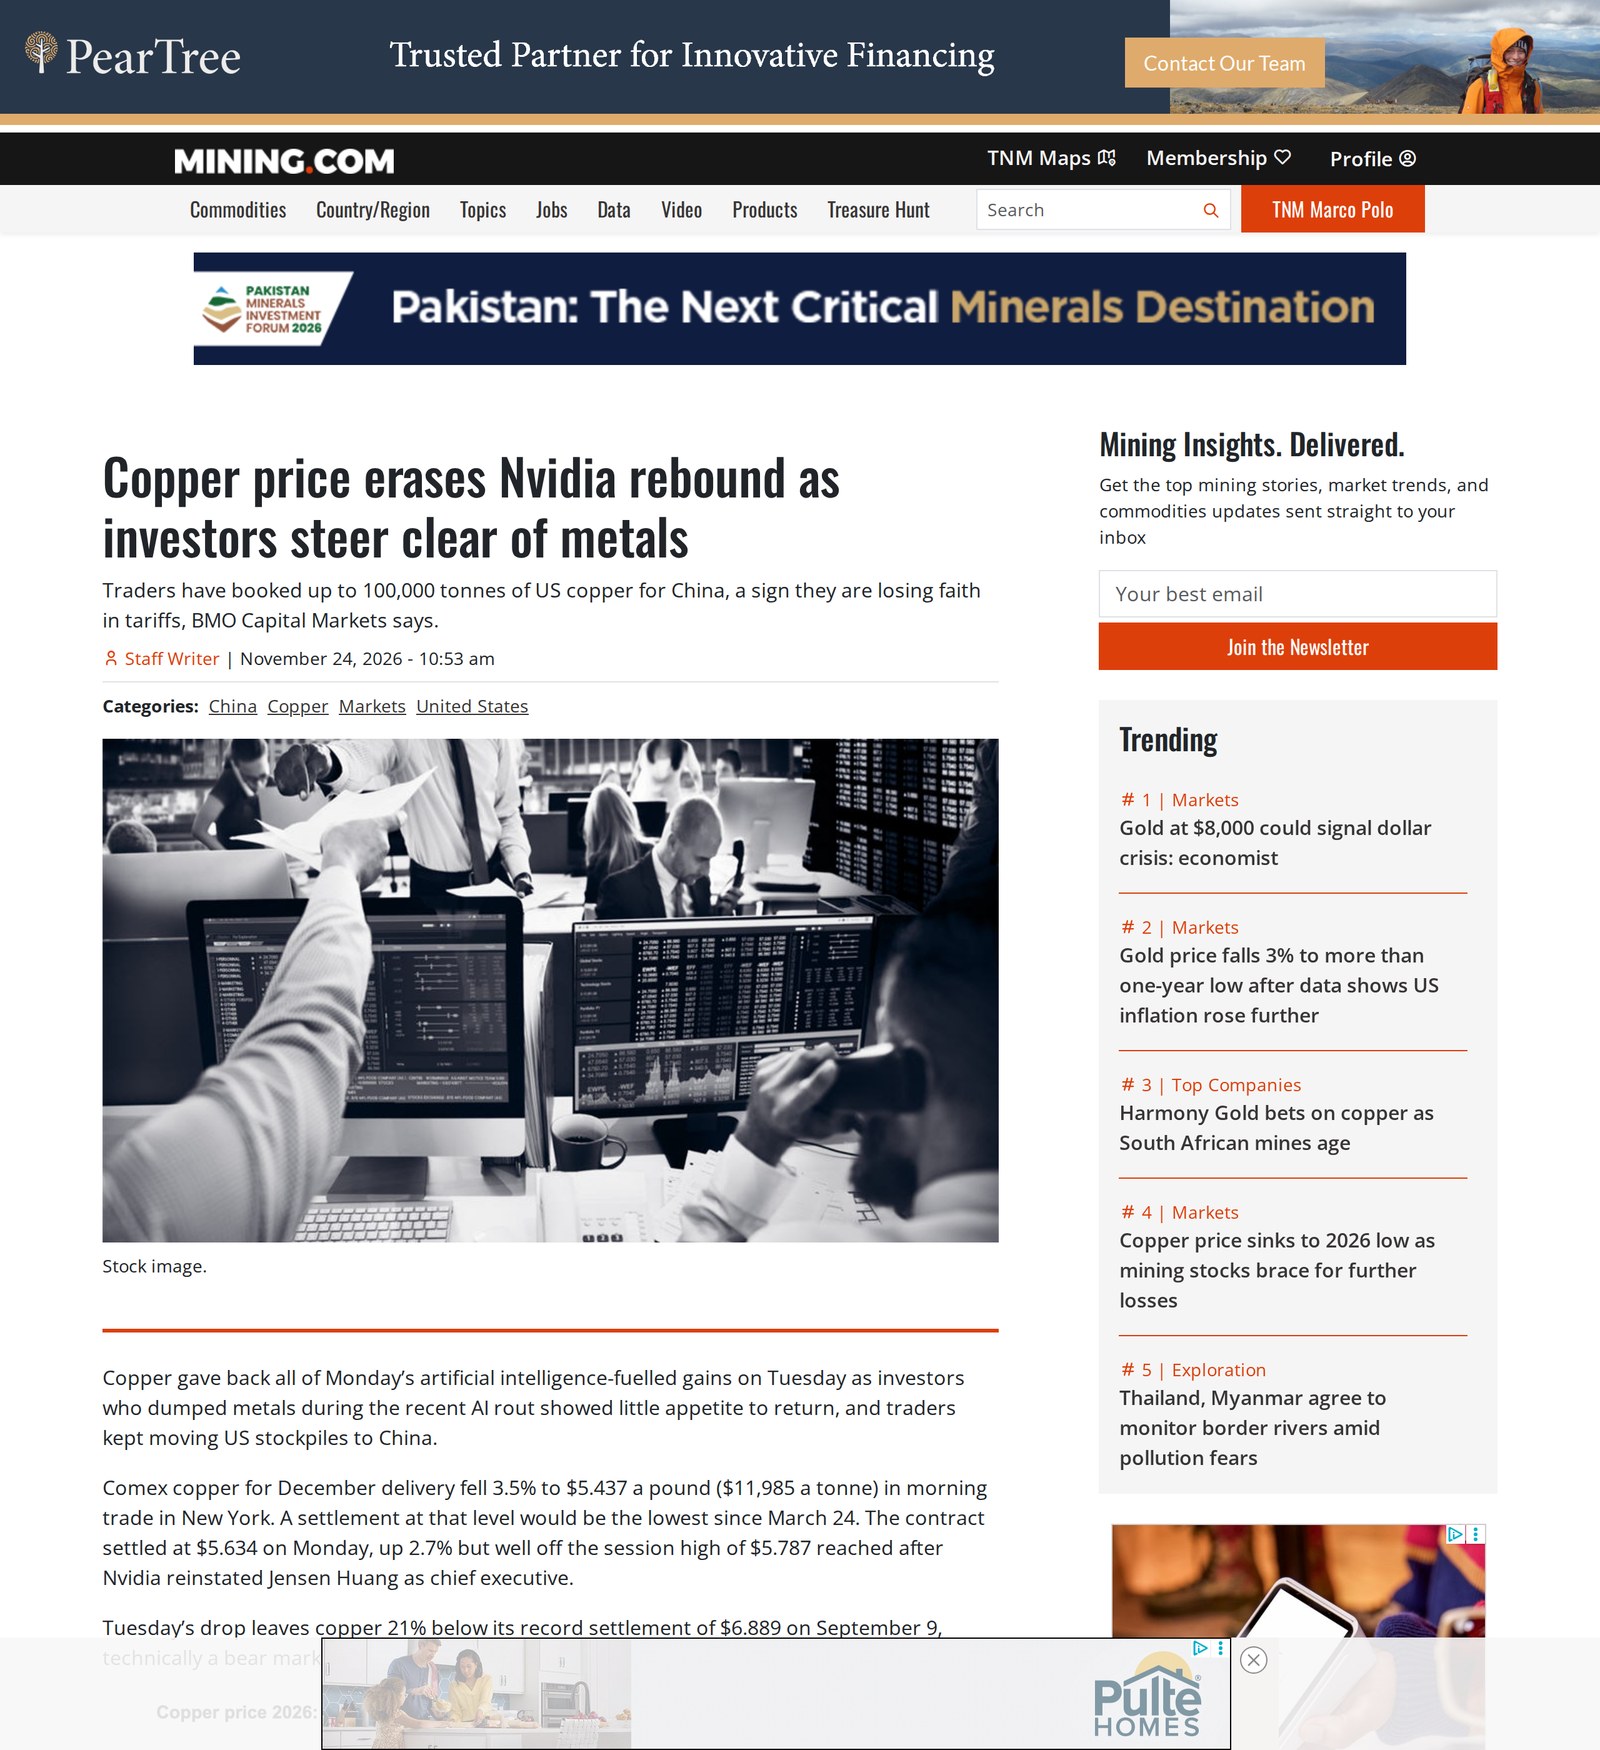 PearTree
Trusted Partner for Innovative Financing
Contact Our Team
MINING.COM
TNM Maps
Membership
Profile
Commodities
Country/Region
Topics
Jobs
Data
Video
Products
Treasure Hunt
Search
TNM Marco Polo
PAKISTAN
MINERALS
INVESTMENT
FORUM 2026
Pakistan: The Next Critical Minerals Destination
Copper price erases Nvidia rebound as
investors steer clear of metals
Traders have booked up to 100,000 tonnes of US copper for China, a sign they are losing faith
in tariffs, BMO Capital Markets says.
Staff Writer | November 24, 2026 - 10:53 am
Categories: China Copper Markets United States
Stock image.
Copper gave back all of Monday’s artificial intelligence-fuelled gains on Tuesday as investors
who dumped metals during the recent AI rout showed little appetite to return, and traders
kept moving US stockpiles to China.
Comex copper for December delivery fell 3.5% to $5.437 a pound ($11,985 a tonne) in morning
trade in New York. A settlement at that level would be the lowest since March 24. The contract
settled at $5.634 on Monday, up 2.7% but well off the session high of $5.787 reached after
Nvidia reinstated Jensen Huang as chief executive.
Tuesday’s drop leaves copper 21% below its record settlement of $6.889 on September 9,
technically a bear mark
Copper price 2026:
Mining Insights. Delivered.
Get the top mining stories, market trends, and
commodities updates sent straight to your
inbox
Your best email
Join the Newsletter
Trending
# 1 | Markets
Gold at $8,000 could signal dollar
crisis: economist
# 2 | Markets
Gold price falls 3% to more than
one-year low after data shows US
inflation rose further
# 3 | Top Companies
Harmony Gold bets on copper as
South African mines age
# 4 | Markets
Copper price sinks to 2026 low as
mining stocks brace for further
losses
# 5 | Exploration
Thailand, Myanmar agree to
monitor border rivers amid
pollution fears
Pulte
HOMES